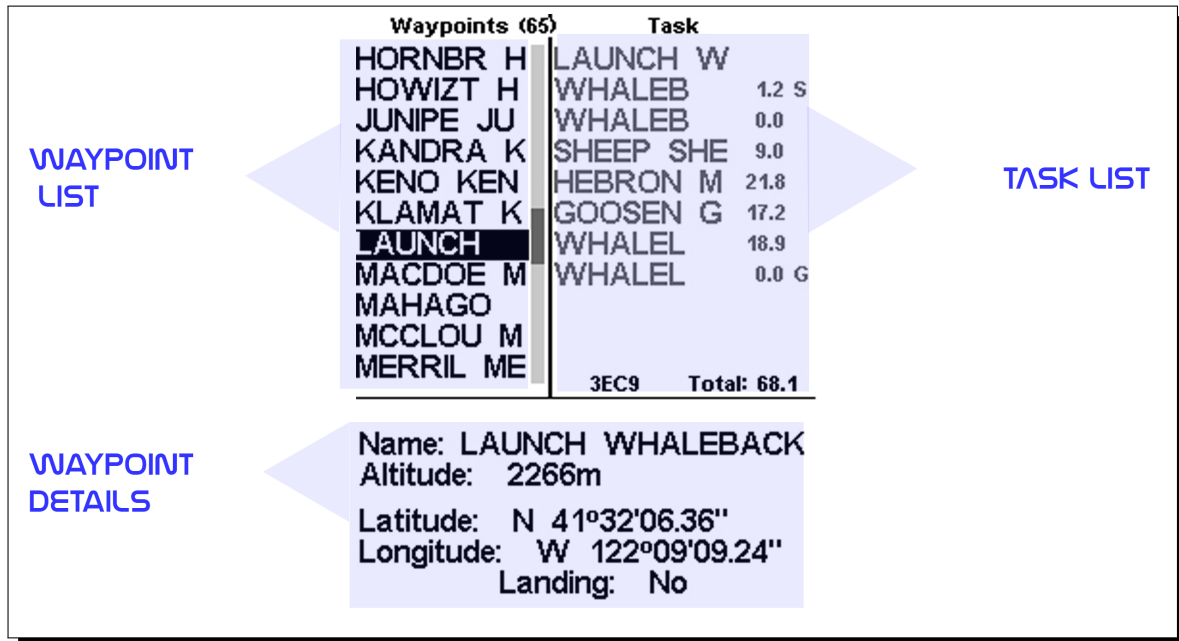 Waypoints (65) Task
HORNBR H LAUNCH W
HOWIZT H WHALEB 1.2 S
JUNIPE JU WHALEB 0.0
KANDRA K SHEEP SHE 9.0
KENO KEN HEBRON M 21.8
KLAMAT K GOOSEN G 17.2
LAUNCH WHALEL 18.9
MACDOE M WHALEL 0.0 G
MAHAGO
MCCLOU M
MERRIL ME
3EC9 Total: 68.1
WAYPOINT
LIST
TASK LIST
WAYPOINT
DETAILS
Name: LAUNCH WHALEBACK
Altitude: 2266m
Latitude: N 41º32'06.36"
Longitude: W 122º09'09.24"
Landing: No